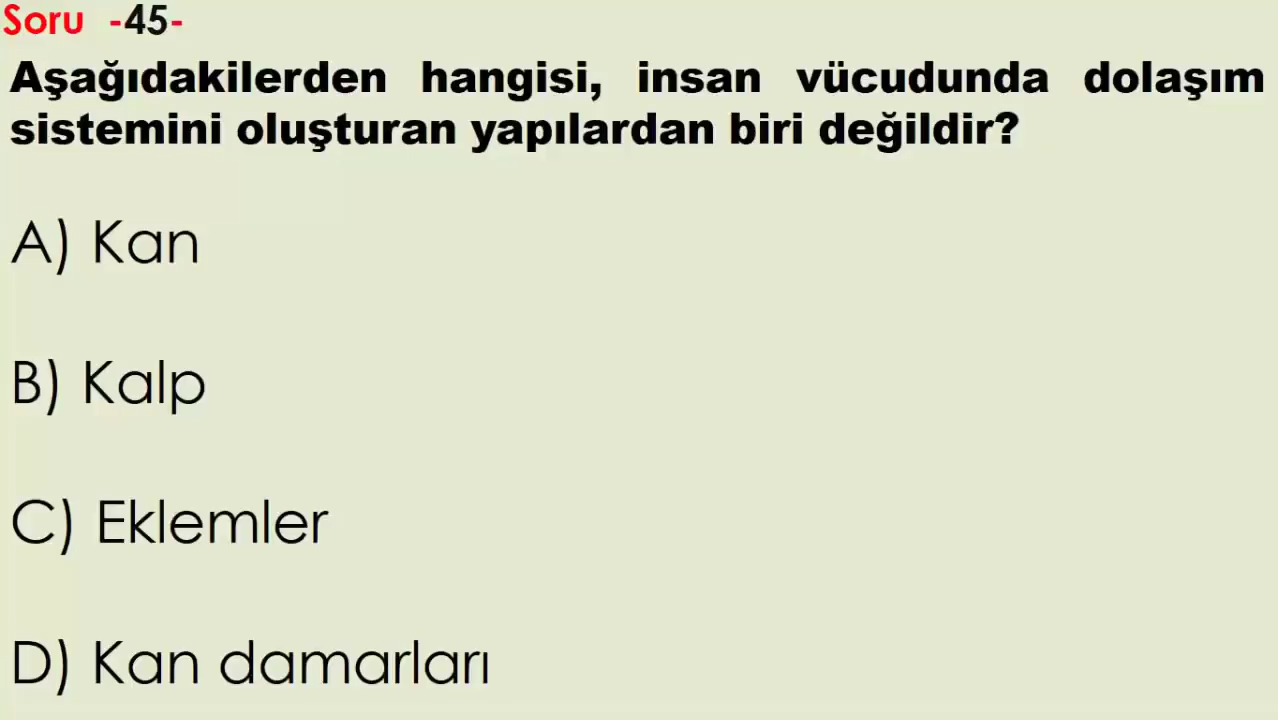 Soru -45-
Aşağıdakilerden hangisi, insan vücudunda dolaşım
sistemini oluşturan yapılardan biri değildir?
A) Kan
B) Kalp
C) Eklemler
D) Kan damarları